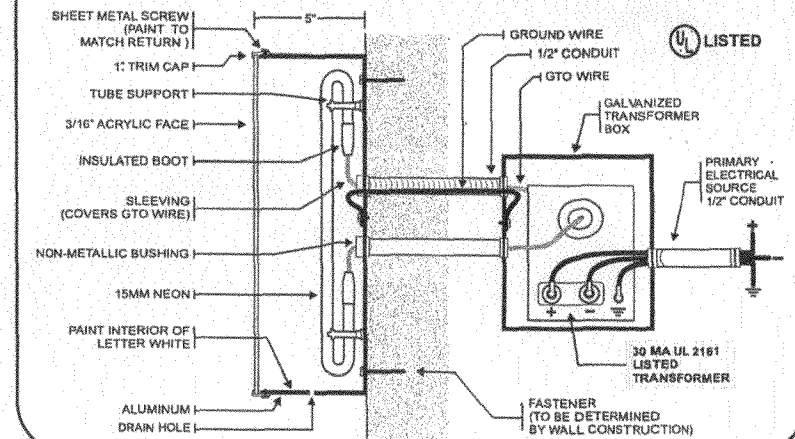 SHEET METAL SCREW
(PAINT TO
MATCH RETURN )
1" TRIM CAP
TUBE SUPPORT
3/16" ACRYLIC FACE
INSULATED BOOT
SLEEVING
(COVERS GTO WIRE)
NON-METALLIC BUSHING
15MM NEON
PAINT INTERIOR OF
LETTER WHITE
ALUMINUM
DRAIN HOLE
5"
GROUND WIRE
1/2" CONDUIT
GTO WIRE
UL LISTED
GALVANIZED
TRANSFORMER
BOX
PRIMARY
ELECTRICAL
SOURCE
1/2" CONDUIT
+ −
30 MA UL 2161
LISTED
TRANSFORMER
FASTENER
(TO BE DETERMINED
BY WALL CONSTRUCTION)